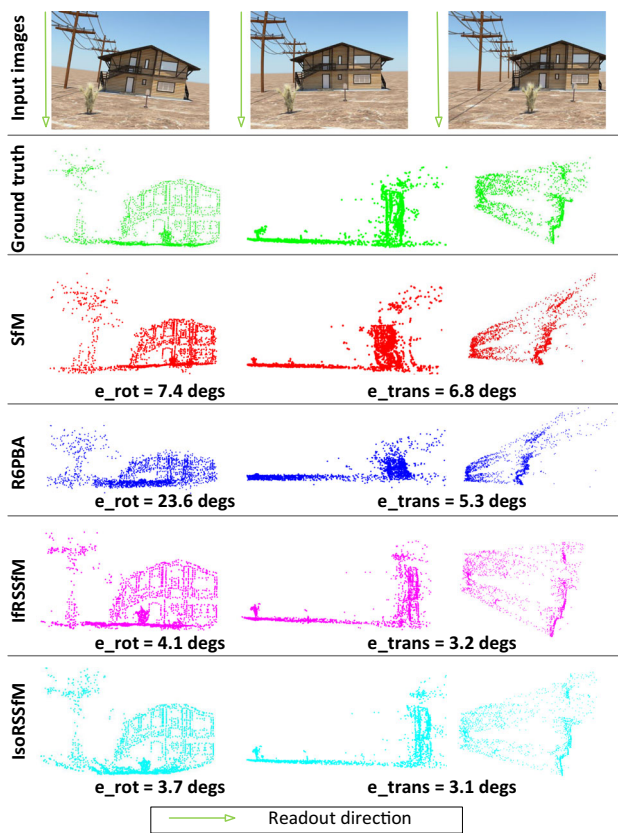 Input images
Ground truth
SfM
e_rot = 7.4 degs
e_trans = 6.8 degs
R6PBA
e_rot = 23.6 degs
e_trans = 5.3 degs
IfRSSfM
e_rot = 4.1 degs
e_trans = 3.2 degs
IsoRSSfM
e_rot = 3.7 degs
e_trans = 3.1 degs
Readout direction